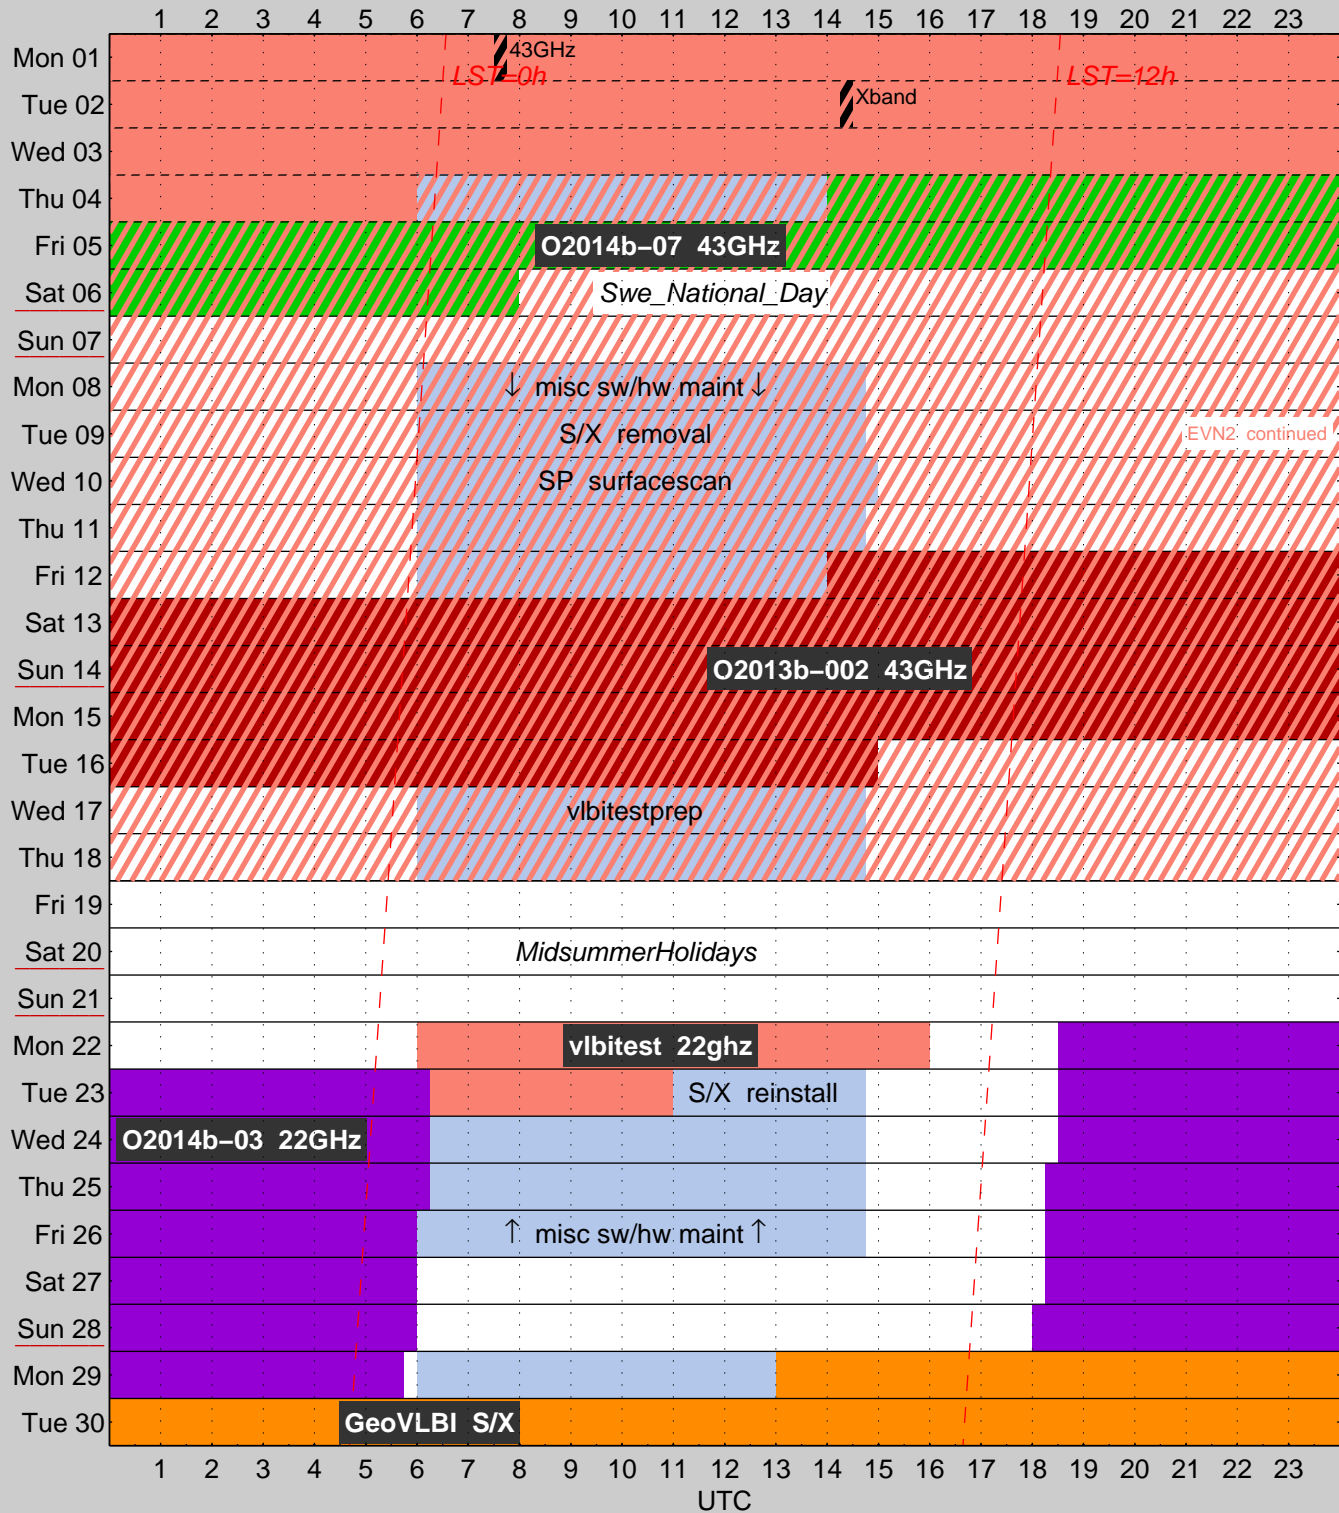 1 2 3 4 5 6 7 8 9 10 11 12 13 14 15 16 17 18 19 20 21 22 23
Mon 01 43GHz
LST=0h LST=12h
Tue 02 Xband
Wed 03
Thu 04
Fri 05 O2014b−07 43GHz
Sat 06 Swe_National_Day
Sun 07
Mon 08 ↓ misc sw/hw maint ↓
Tue 09 S/X removal EVN2 continued
Wed 10 SP surfacescan
Thu 11
Fri 12
Sat 13
Sun 14 O2013b−002 43GHz
Mon 15
Tue 16
Wed 17 vlbitestprep
Thu 18
Fri 19
Sat 20 MidsummerHolidays
Sun 21
Mon 22 vlbitest 22ghz
Tue 23 S/X reinstall
Wed 24 O2014b−03 22GHz
Thu 25
Fri 26 ↑ misc sw/hw maint ↑
Sat 27
Sun 28
Mon 29
Tue 30 GeoVLBI S/X
1 2 3 4 5 6 7 8 9 10 11 12 13 14 15 16 17 18 19 20 21 22 23
UTC